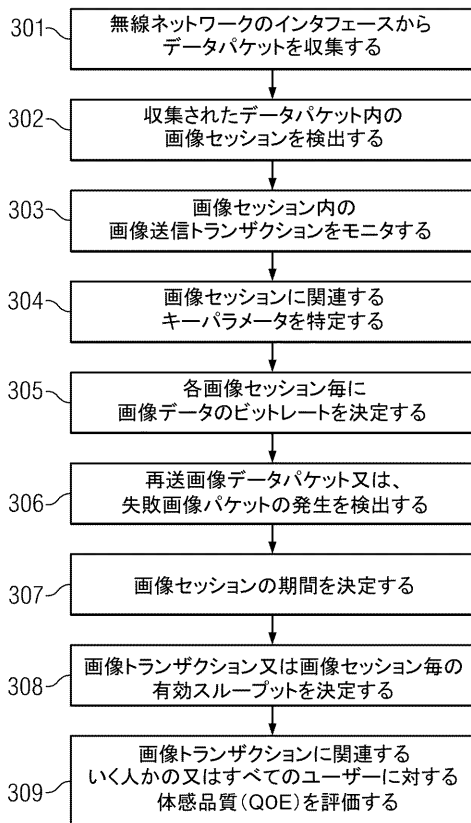 301
無線ネットワークのインタフェースから
データパケットを収集する
302
収集されたデータパケット内の
画像セッションを検出する
303
画像セッション内の
画像送信トランザクションをモニタする
304
画像セッションに関連する
キーパラメータを特定する
305
各画像セッション毎に
画像データのビットレートを決定する
306
再送画像データパケット又は、
失敗画像パケットの発生を検出する
307
画像セッションの期間を決定する
308
画像トランザクション又は画像セッション毎の
有効スループットを決定する
309
画像トランザクションに関連する
いく人かの又はすべてのユーザーに対する
体感品質(QOE)を評価する